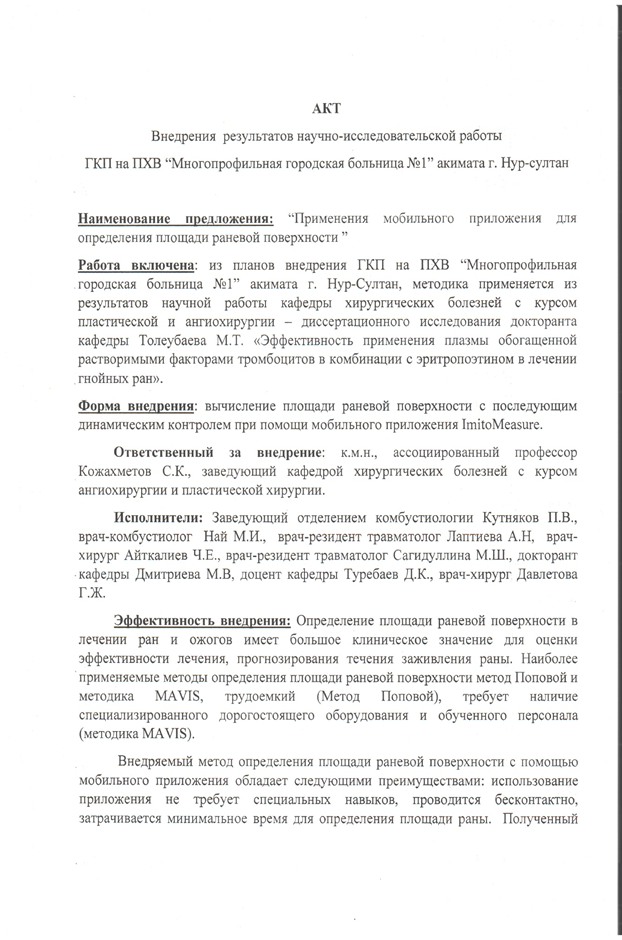 АКТ
Внедрения результатов научно-исследовательской работы
ГКП на ПХВ “Многопрофильная городская больница №1” акимата г. Нур-султан
Наименование предложения: “Применения мобильного приложения для
определения площади раневой поверхности ”
Работа включена: из планов внедрения ГКП на ПХВ “Многопрофильная
городская больница №1” акимата г. Нур-Султан, методика применяется из
результатов научной работы кафедры хирургических болезней с курсом
пластической и ангиохирургии – диссертационного исследования докторанта
кафедры Толеубаева М.Т. «Эффективность применения плазмы обогащенной
растворимыми факторами тромбоцитов в комбинации с эритропоэтином в лечении
гнойных ран».
Форма внедрения: вычисление площади раневой поверхности с последующим
динамическим контролем при помощи мобильного приложения ImitoMeasure.
Ответственный за внедрение: к.м.н., ассоциированный профессор
Кожахметов С.К., заведующий кафедрой хирургических болезней с курсом
ангиохирургии и пластической хирургии.
Исполнители: Заведующий отделением комбустиологии Кутняков П.В.,
врач-комбустиолог Най М.И., врач-резидент травматолог Лаптиева А.Н, врач-
хирург Айткалиев Ч.Е., врач-резидент травматолог Сагидуллина М.Ш., докторант
кафедры Дмитриева М.В, доцент кафедры Туребаев Д.К., врач-хирург Давлетова
Г.Ж.
Эффективность внедрения: Определение площади раневой поверхности в
лечении ран и ожогов имеет большое клиническое значение для оценки
эффективности лечения, прогнозирования течения заживления раны. Наиболее
применяемые методы определения площади раневой поверхности метод Поповой и
методика MAVIS, трудоемкий (Метод Поповой), требует наличие
специализированного дорогостоящего оборудования и обученного персонала
(методика MAVIS).
Внедряемый метод определения площади раневой поверхности с помощью
мобильного приложения обладает следующими преимуществами: использование
приложения не требует специальных навыков, проводится бесконтактно,
затрачивается минимальное время для определения площади раны. Полученный